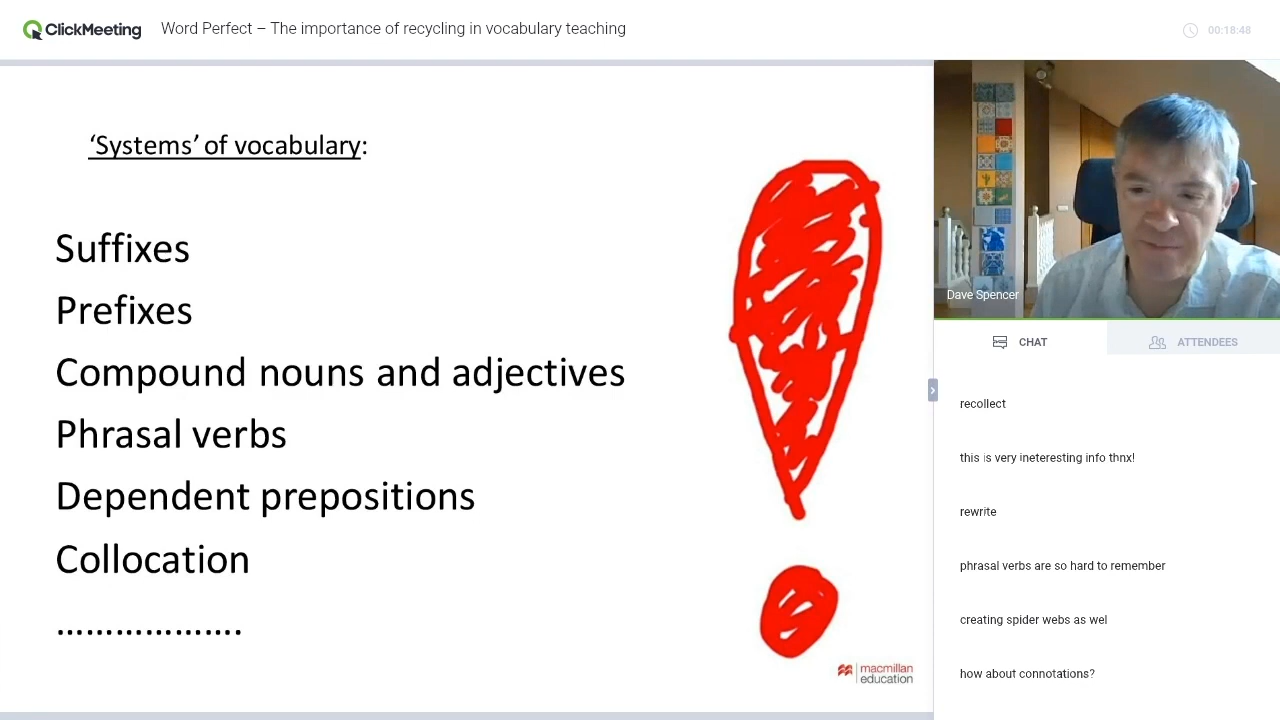 ClickMeeting Word Perfect – The importance of recycling in vocabulary teaching 00:18:48
‘Systems’ of vocabulary:
Suffixes
Prefixes
Compound nouns and adjectives
Phrasal verbs
Dependent prepositions
Collocation
...................
macmillan
education
Dave Spencer
CHAT ATTENDEES
recollect
this is very ineteresting info thnx!
rewrite
phrasal verbs are so hard to remember
creating spider webs as wel
how about connotations?